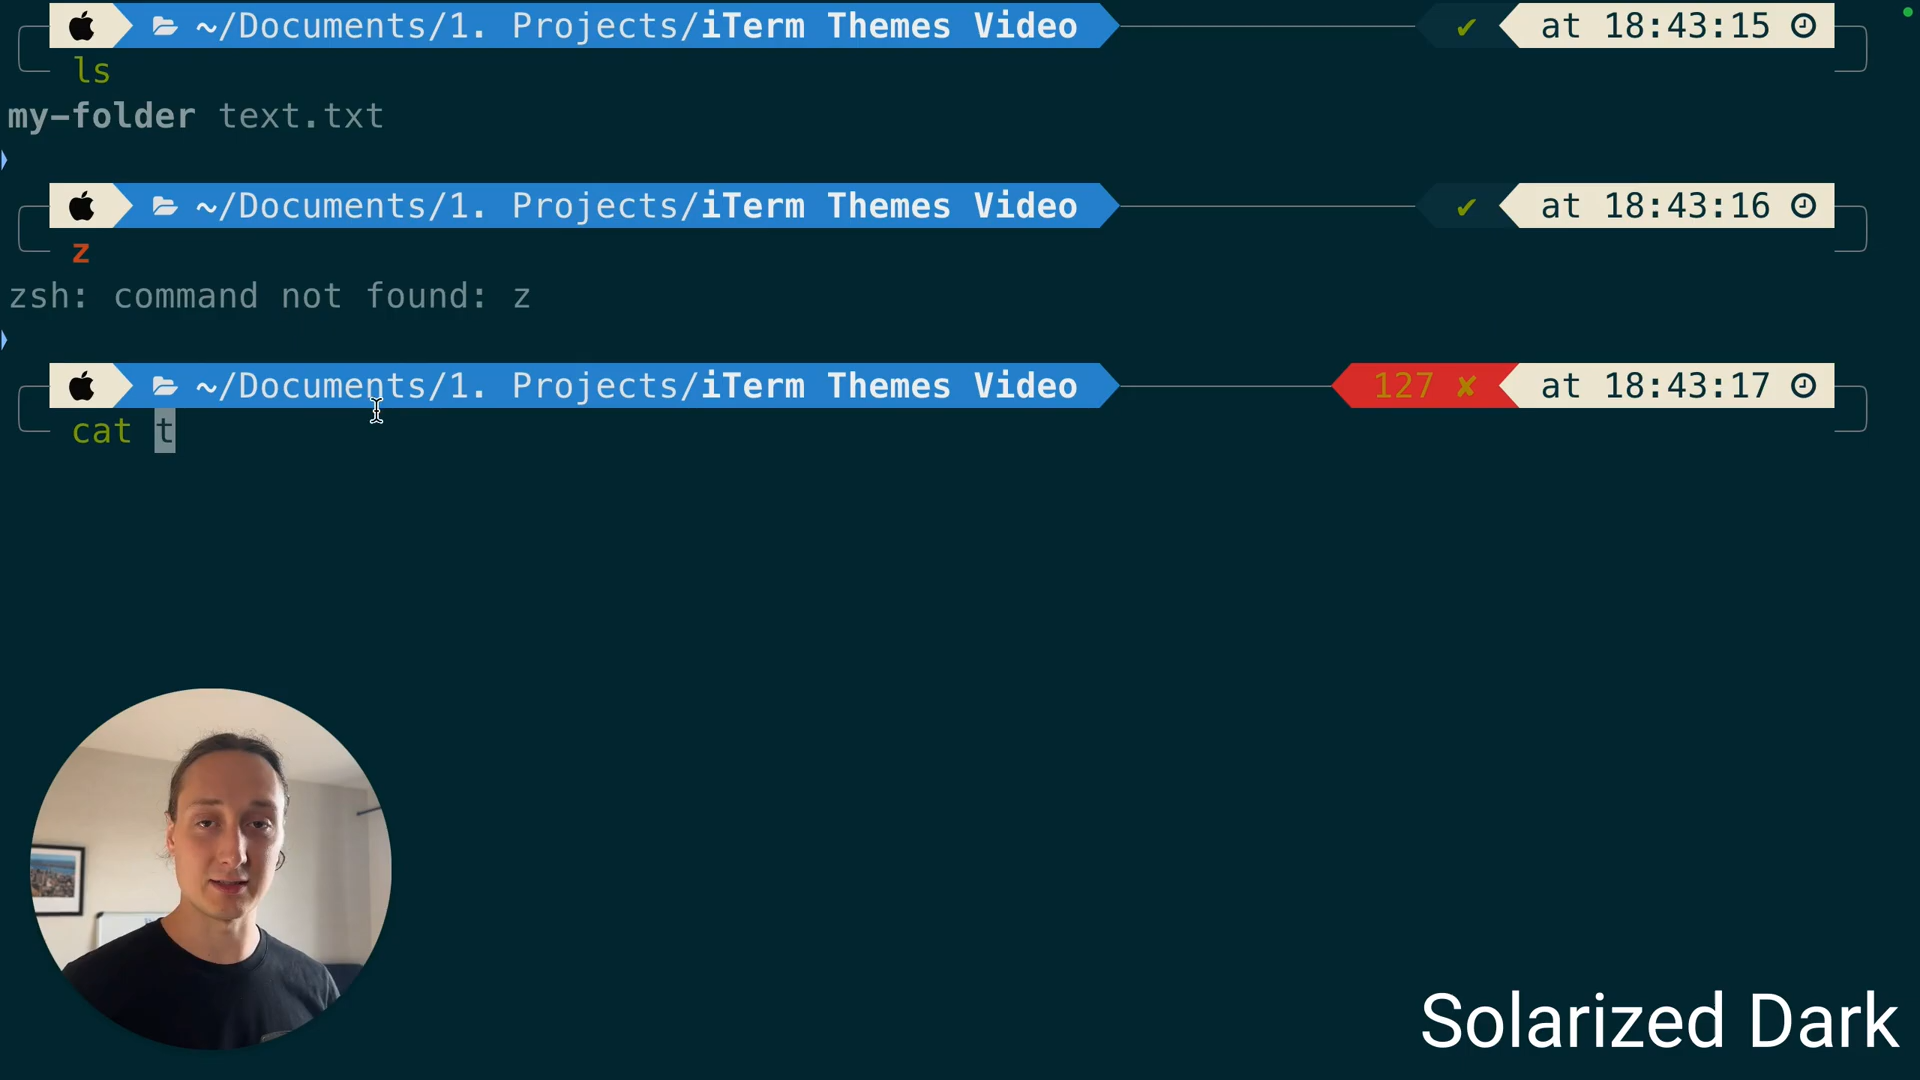 ~/Documents/1. Projects/iTerm Themes Video ✔ at 18:43:15
ls
my-folder text.txt
~/Documents/1. Projects/iTerm Themes Video ✔ at 18:43:16
z
zsh: command not found: z
~/Documents/1. Projects/iTerm Themes Video 127 ✘ at 18:43:17
cat t
Solarized Dark